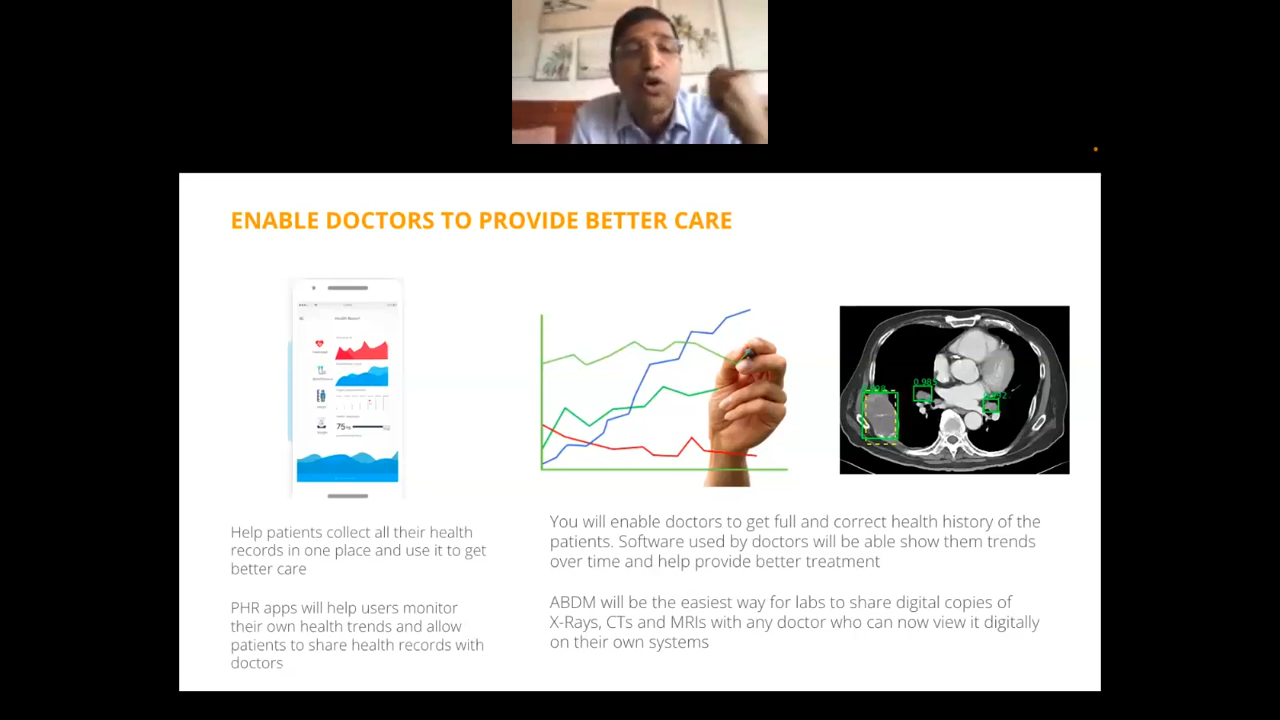 ENABLE DOCTORS TO PROVIDE BETTER CARE
75%
0.985
Help patients collect all their health
records in one place and use it to get
better care
PHR apps will help users monitor
their own health trends and allow
patients to share health records with
doctors
You will enable doctors to get full and correct health history of the
patients. Software used by doctors will be able show them trends
over time and help provide better treatment
ABDM will be the easiest way for labs to share digital copies of
X-Rays, CTs and MRIs with any doctor who can now view it digitally
on their own systems